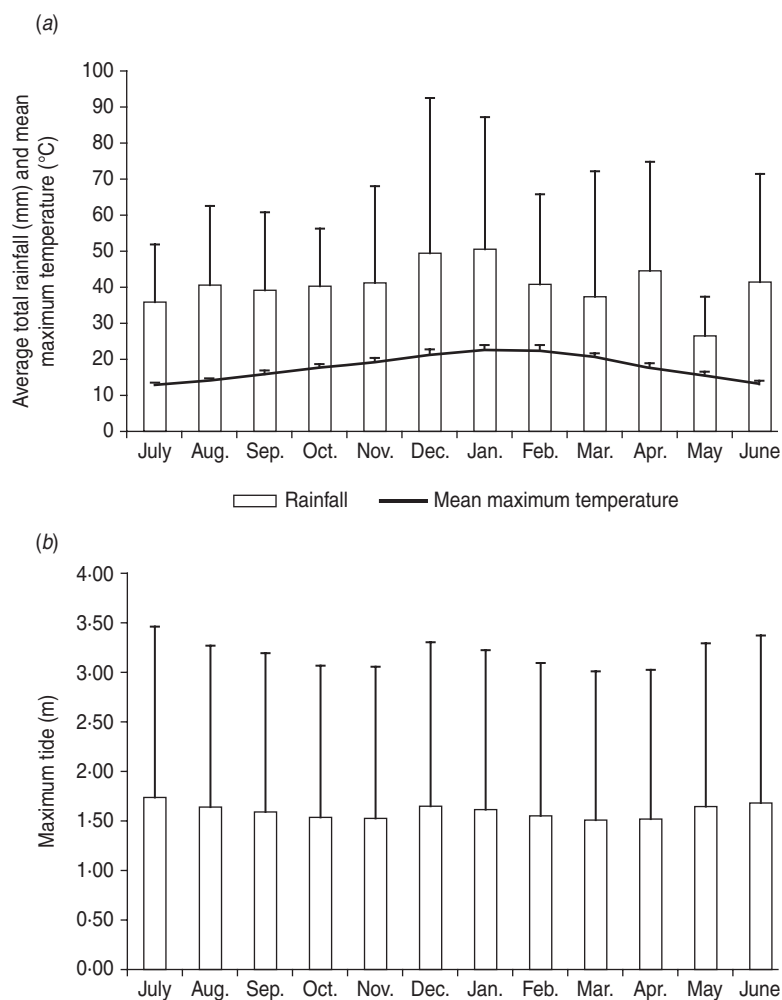 (a)
Average total rainfall (mm) and mean
maximum temperature (°C)
100
90
80
70
60
50
40
30
20
10
0
July Aug. Sep. Oct. Nov. Dec. Jan. Feb. Mar. Apr. May June
Rainfall Mean maximum temperature
(b)
Maximum tide (m)
4·00
3·50
3·00
2·50
2·00
1·50
1·00
0·50
0·00
July Aug. Sep. Oct. Nov. Dec. Jan. Feb. Mar. Apr. May June